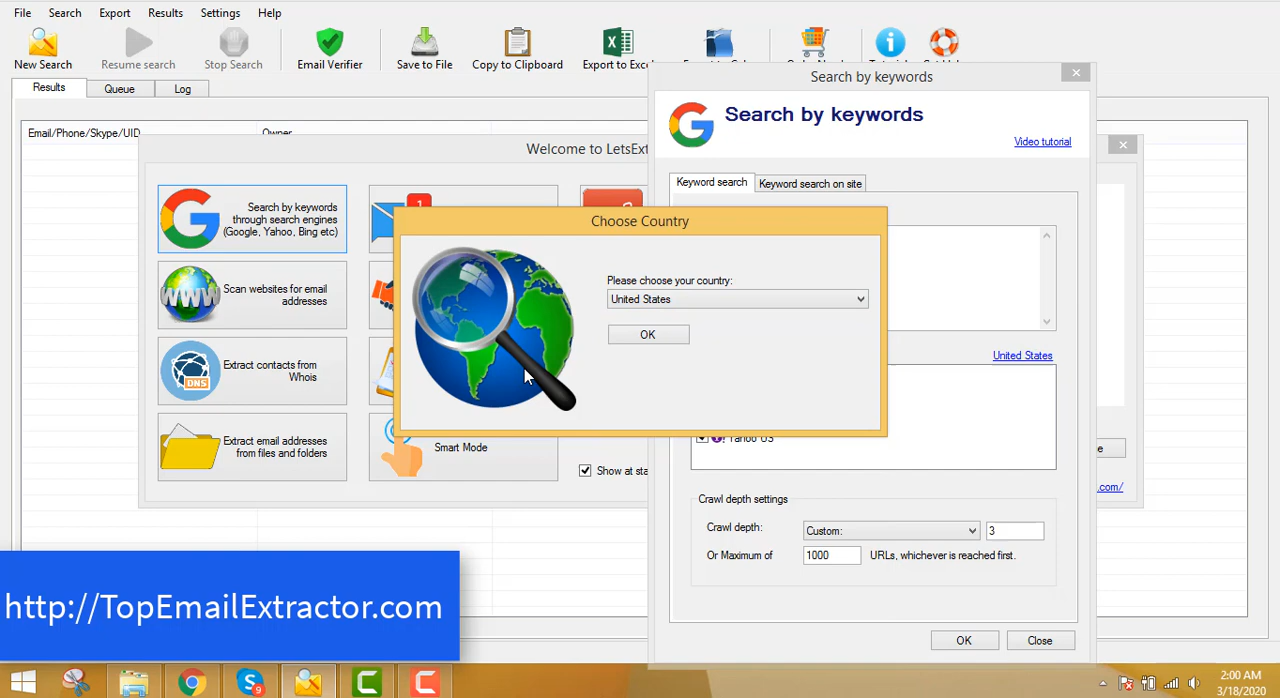 File Search Export Results Settings Help
New Search Resume search Stop Search Email Verifier Save to File Copy to Clipboard Export to Exc
Results Queue Log
Email/Phone/Skype/UID Owner
Welcome to LetsExt
Search by keywords
through search engines
(Google, Yahoo, Bing etc)
Scan websites for email
addresses
Extract contacts from
Whois
Extract email addresses
from files and folders
Smart Mode
Show at sta
Search by keywords
Search by keywords
Video tutorial
Keyword search Keyword search on site
Choose Country
Please choose your country:
United States
OK
United States
Yahoo US
Crawl depth settings
Crawl depth: Custom: 3
Or Maximum of 1000 URLs, whichever is reached first.
OK Close
.com/
http://TopEmailExtractor.com
2:00 AM
3/18/2020